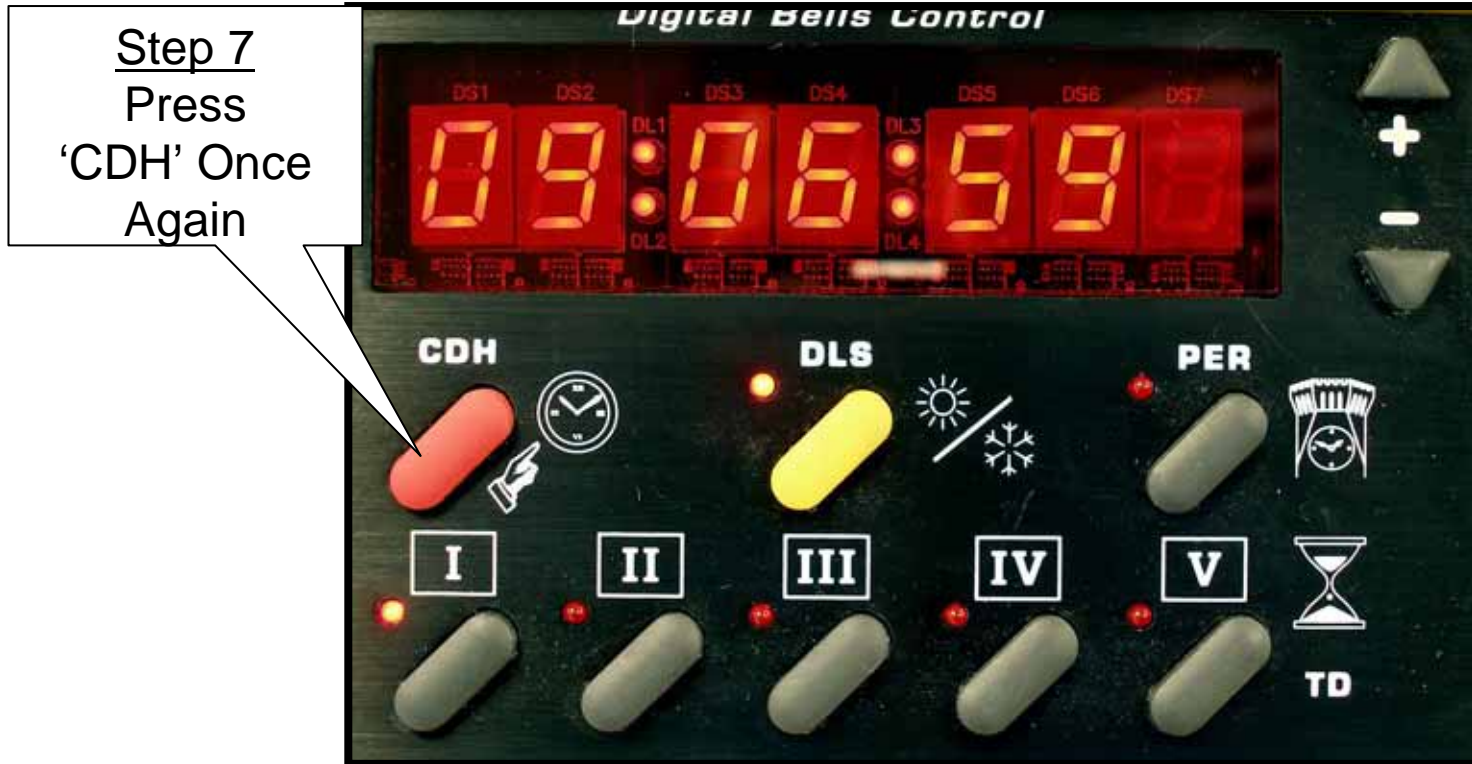 Step 7
Press
‘CDH’ Once
Again
Digital Bells Control
DS1 DS2 DS3 DS4 DS5 DS6 DS7
DL1 DL3
09:06:59
DL2 DL4
+
-
CDH DLS PER
I II III IV V
TD